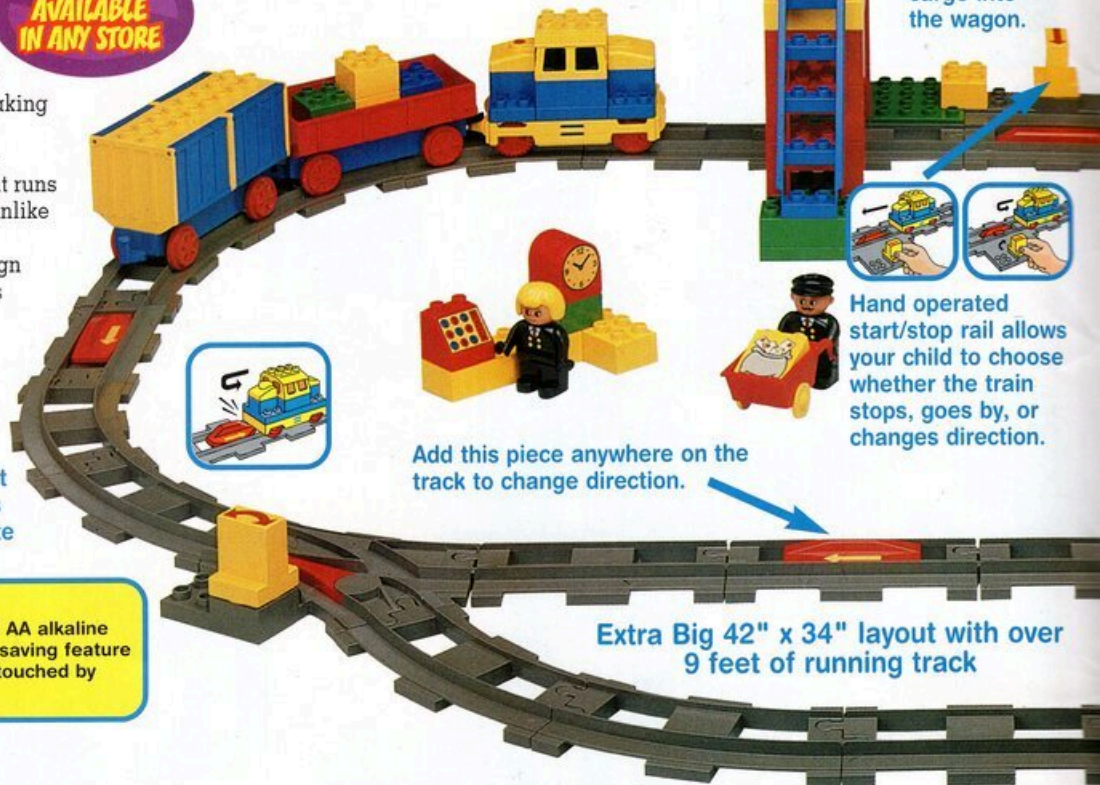 AVAILABLE
IN ANY STORE
the wagon.
t runs
gn
Hand operated
start/stop rail allows
your child to choose
whether the train
stops, goes by, or
changes direction.
Add this piece anywhere on the
track to change direction.
AA alkaline
saving feature
touched by
Extra Big 42" x 34" layout with over
9 feet of running track